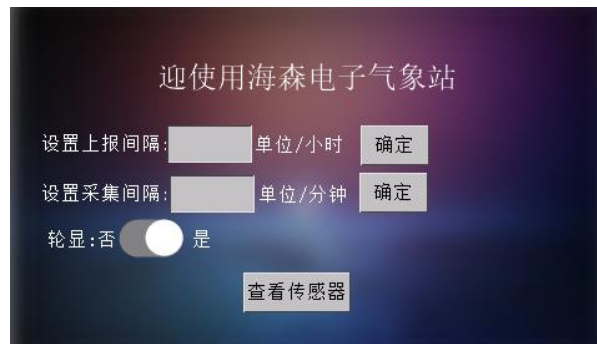 迎使用海森电子气象站
设置上报间隔: 单位/小时 确定
设置采集间隔: 单位/分钟 确定
轮显:否 是
查看传感器